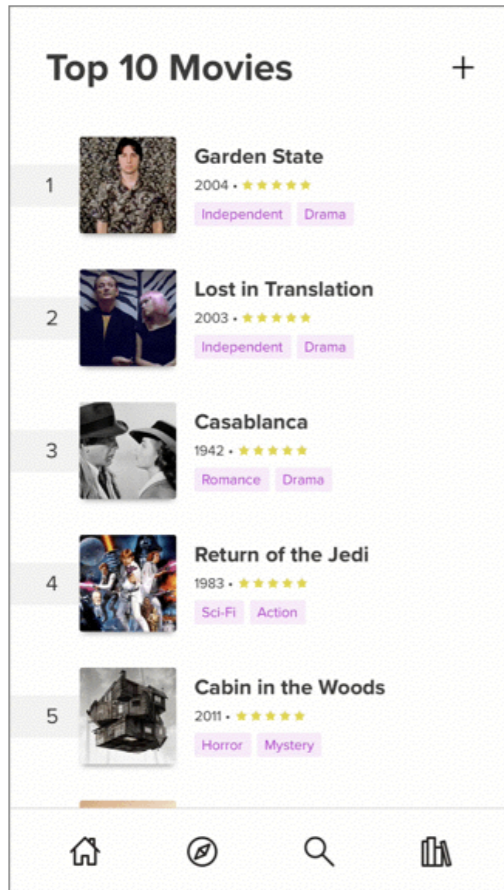 Top 10 Movies +
1
Garden State
2004 • ★★★★★
Independent Drama
2
Lost in Translation
2003 • ★★★★★
Independent Drama
3
Casablanca
1942 • ★★★★★
Romance Drama
4
Return of the Jedi
1983 • ★★★★★
Sci-Fi Action
5
Cabin in the Woods
2011 • ★★★★★
Horror Mystery